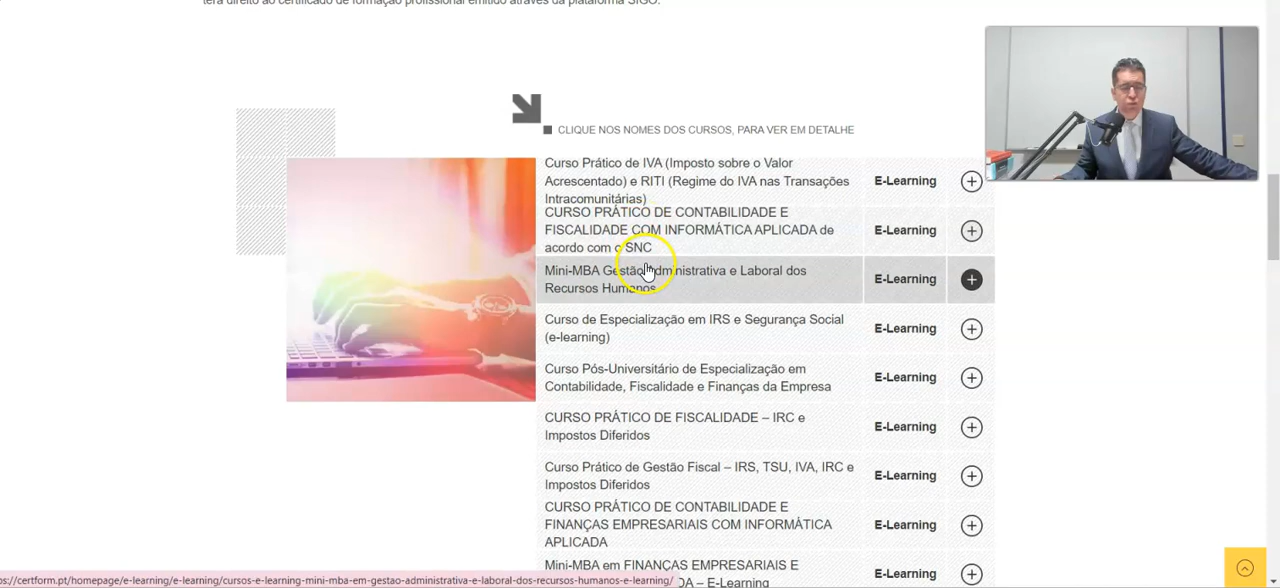 terá direito ao certificado de formação profissional emitido através da plataforma SIGO.
CLIQUE NOS NOMES DOS CURSOS, PARA VER EM DETALHE
Curso Prático de IVA (Imposto sobre o Valor
Acrescentado) e RITI (Regime do IVA nas Transações
Intracomunitárias)
E-Learning
CURSO PRÁTICO DE CONTABILIDADE E
FISCALIDADE COM INFORMÁTICA APLICADA de
acordo com o SNC
E-Learning
Mini-MBA Gestão Administrativa e Laboral dos
Recursos Humanos
E-Learning
Curso de Especialização em IRS e Segurança Social
(e-learning)
E-Learning
Curso Pós-Universitário de Especialização em
Contabilidade, Fiscalidade e Finanças da Empresa
E-Learning
CURSO PRÁTICO DE FISCALIDADE – IRC e
Impostos Diferidos
E-Learning
Curso Prático de Gestão Fiscal – IRS, TSU, IVA, IRC e
Impostos Diferidos
E-Learning
CURSO PRÁTICO DE CONTABILIDADE E
FINANÇAS EMPRESARIAIS COM INFORMÁTICA
APLICADA
E-Learning
Mini-MBA em FINANÇAS EMPRESARIAIS E
DA – E-Learning
E-Learning
ps://certform.pt/homepage/e-learning/e-learning/cursos-e-learning-mini-mba-em-gestao-administrativa-e-laboral-dos-recursos-humanos-e-learning/